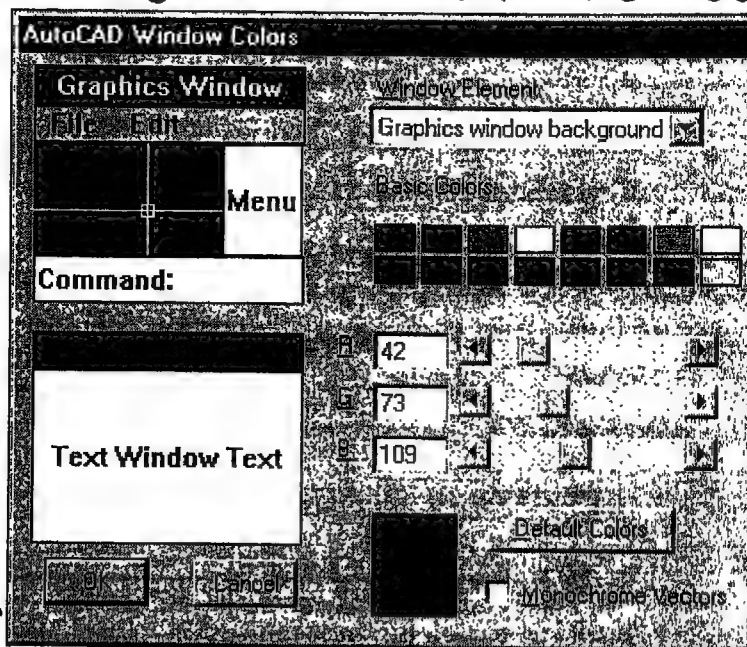 AutoCAD Window Colors
Graphics Window
File Edit
Menu
Command:
Text Window Text
OK
Cancel
Window Element
Graphics window background
Basic Colors:
R 42
G 73
B 109
Default Colors
Monochrome Vectors